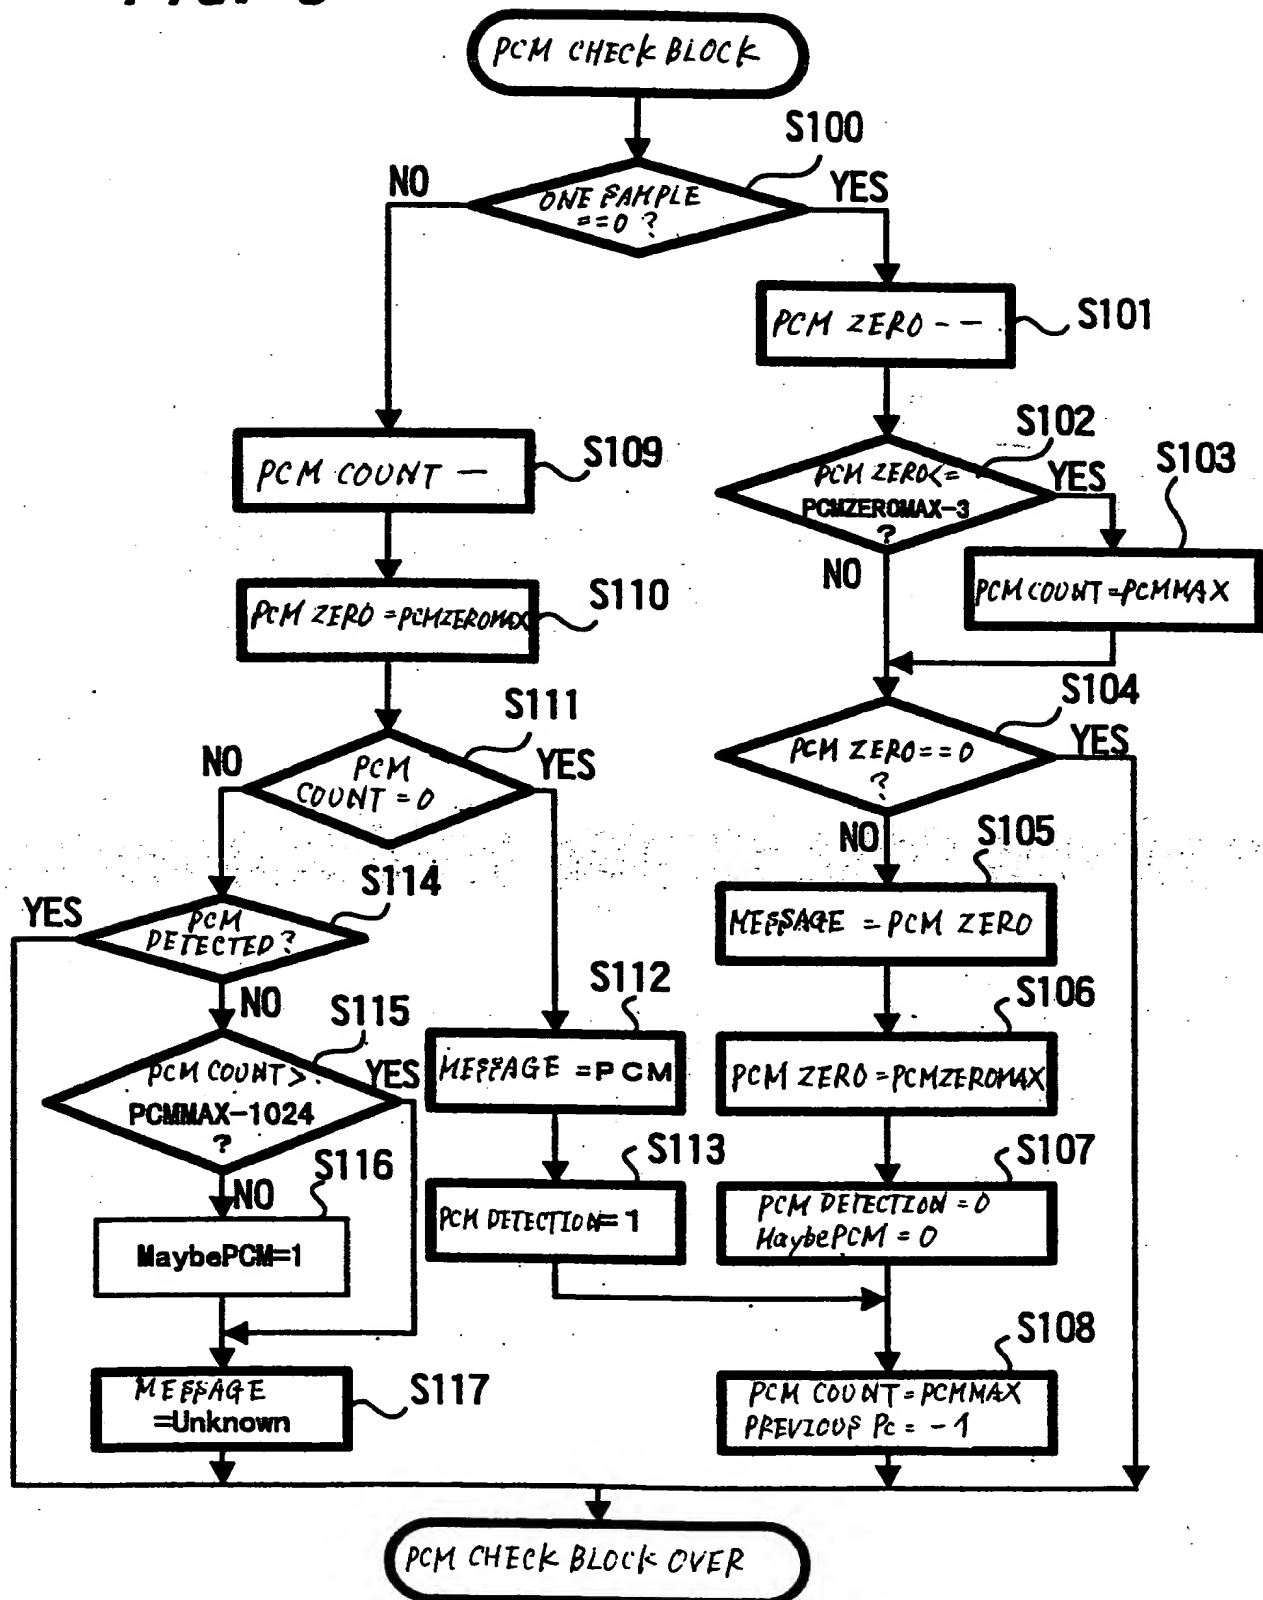 PCM CHECK BLOCK
S100
NO
YES
ONE SAMPLE
==0 ?
PCM ZERO --
S101
S102
PCM ZERO<=
PCMZEROMAX-3
?
YES
S103
NO
PCM COUNT=PCMMAX
PCM COUNT —
S109
PCM ZERO =PCMZEROMAX
S110
S104
PCM ZERO==0
?
YES
NO
S111
NO
YES
PCM
COUNT = 0
S105
MESSAGE = PCM ZERO
S114
YES
PCM
DETECTED?
NO
S112
MESSAGE =PCM
S106
PCM ZERO=PCMZEROMAX
S115
PCM COUNT>
PCMMAX-1024
?
YES
NO
S113
PCM DETECTION=1
S107
PCM DETECTION = 0
MaybePCM = 0
S116
MaybePCM=1
S108
PCM COUNT=PCMMAX
PREVIOUS Pc = -1
MESSAGE
=Unknown
S117
PCM CHECK BLOCK OVER